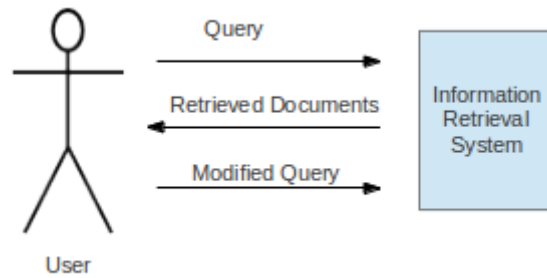 Query
Retrieved Documents
Modified Query
Information
Retrieval
System
User